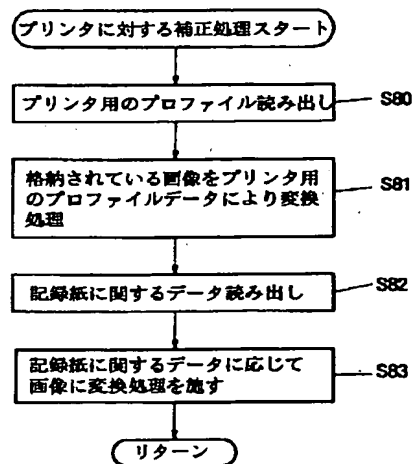 プリンタに対する補正処理スタート
プリンタ用のプロファイル読み出し
S80
格納されている画像をプリンタ用
のプロファイルデータにより変換
処理
S81
記録紙に関するデータ読み出し
S82
記録紙に関するデータに応じて
画像に変換処理を施す
S83
リターン